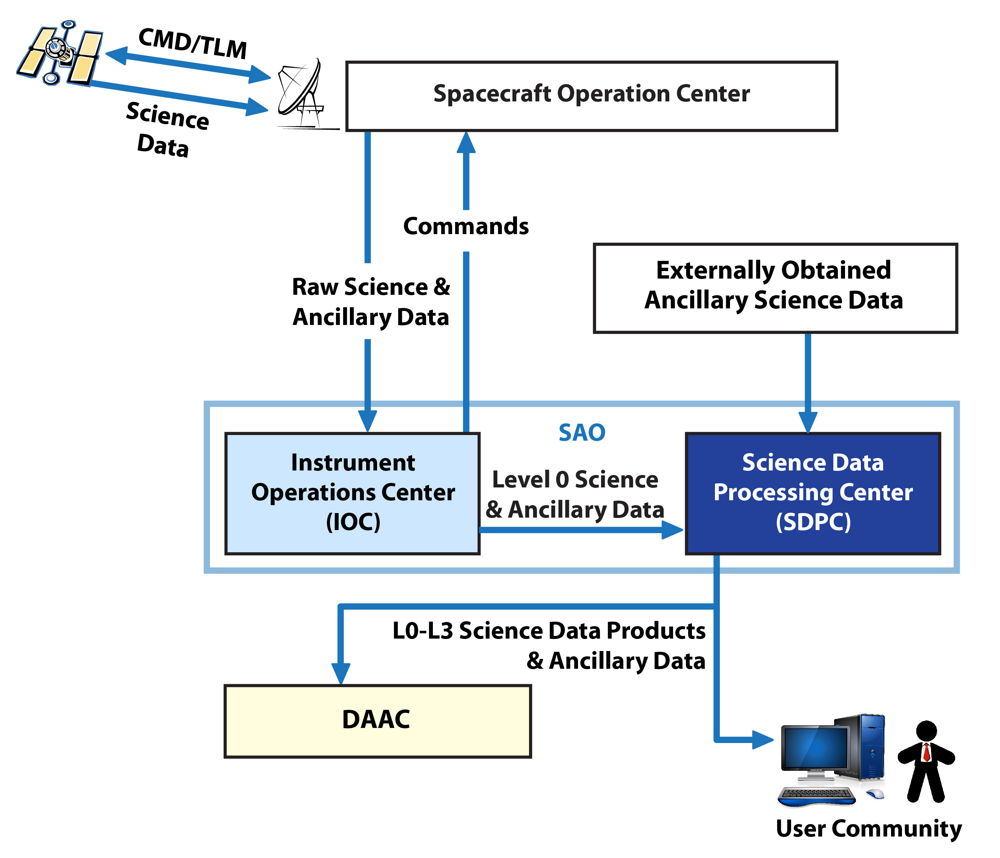 CMD/TLM
Science
Data
Spacecraft Operation Center
Commands
Raw Science &
Ancillary Data
Externally Obtained
Ancillary Science Data
SAO
Instrument
Operations Center
(IOC)
Level 0 Science
& Ancillary Data
Science Data
Processing Center
(SDPC)
L0-L3 Science Data Products
& Ancillary Data
DAAC
User Community